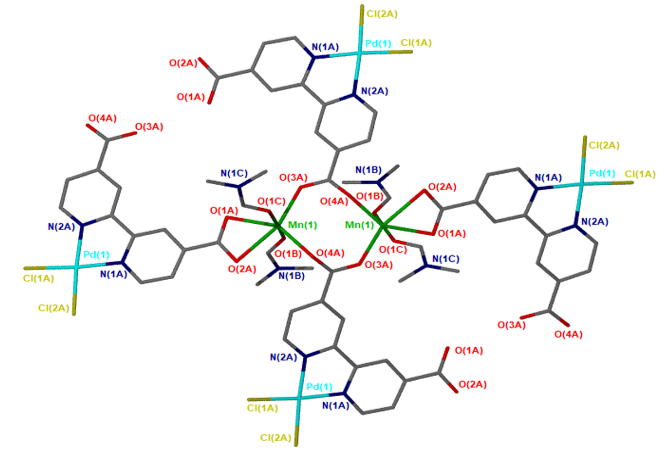 Cl(2A)
N(1A)
Pd(1)
Cl(1A)
O(2A)
N(2A)
O(1A)
O(4A)
O(3A)
Cl(2A)
N(1C)
N(1B)
O(3A)
O(4A)
O(1B)
O(2A)
N(1A)
Pd(1)
Cl(1A)
O(1A)
O(1C)
Mn(1)
Mn(1)
O(1A)
N(2A)
N(2A)
Pd(1)
N(1A)
O(2A)
O(1B)
O(4A)
O(3A)
O(1C)
N(1C)
Cl(1A)
N(1B)
Cl(2A)
O(3A)
O(4A)
N(2A)
O(1A)
Pd(1)
O(2A)
Cl(1A)
N(1A)
Cl(2A)